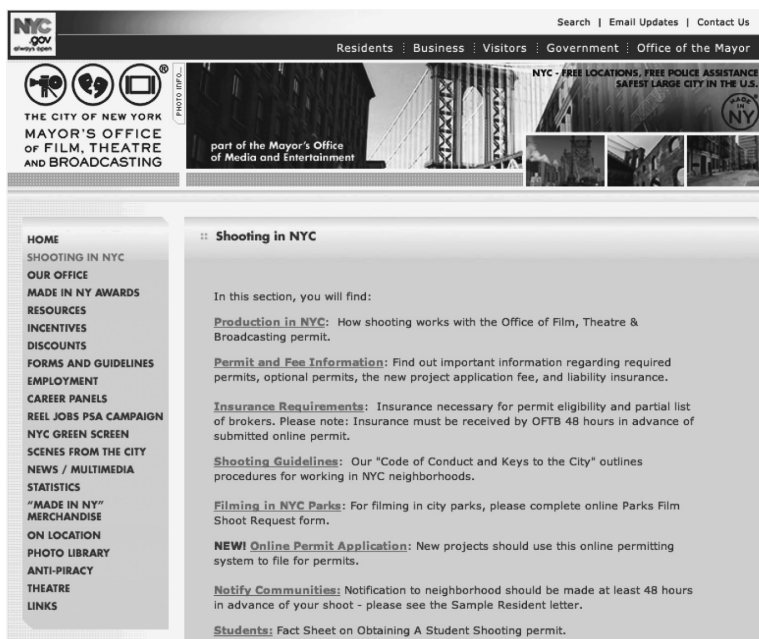 NYC
.gov
always open
Search | Email Updates | Contact Us
Residents Business Visitors Government Office of the Mayor
®
THE CITY OF NEW YORK
MAYOR'S OFFICE
OF FILM, THEATRE
AND BROADCASTING
PHOTO INFO...
part of the Mayor's Office
of Media and Entertainment
NYC - FREE LOCATIONS, FREE POLICE ASSISTANCE
SAFEST LARGE CITY IN THE U.S.
MADE IN
NY
HOME
SHOOTING IN NYC
OUR OFFICE
MADE IN NY AWARDS
RESOURCES
INCENTIVES
DISCOUNTS
FORMS AND GUIDELINES
EMPLOYMENT
CAREER PANELS
REEL JOBS PSA CAMPAIGN
NYC GREEN SCREEN
SCENES FROM THE CITY
NEWS / MULTIMEDIA
STATISTICS
"MADE IN NY"
MERCHANDISE
ON LOCATION
PHOTO LIBRARY
ANTI-PIRACY
THEATRE
LINKS
Shooting in NYC
In this section, you will find:
Production in NYC: How shooting works with the Office of Film, Theatre &
Broadcasting permit.
Permit and Fee Information: Find out important information regarding required
permits, optional permits, the new project application fee, and liability insurance.
Insurance Requirements: Insurance necessary for permit eligibility and partial list
of brokers. Please note: Insurance must be received by OFTB 48 hours in advance of
submitted online permit.
Shooting Guidelines: Our "Code of Conduct and Keys to the City" outlines
procedures for working in NYC neighborhoods.
Filming in NYC Parks: For filming in city parks, please complete online Parks Film
Shoot Request form.
NEW! Online Permit Application: New projects should use this online permitting
system to file for permits.
Notify Communities: Notification to neighborhood should be made at least 48 hours
in advance of your shoot - please see the Sample Resident letter.
Students: Fact Sheet on Obtaining A Student Shooting permit.